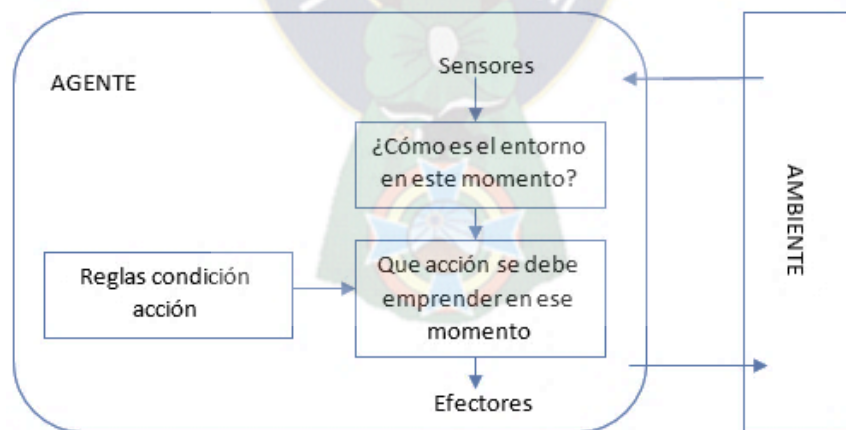 AGENTE
Sensores
¿Cómo es el entorno
en este momento?
Reglas condición
acción
Que acción se debe
emprender en ese
momento
Efectores
AMBIENTE